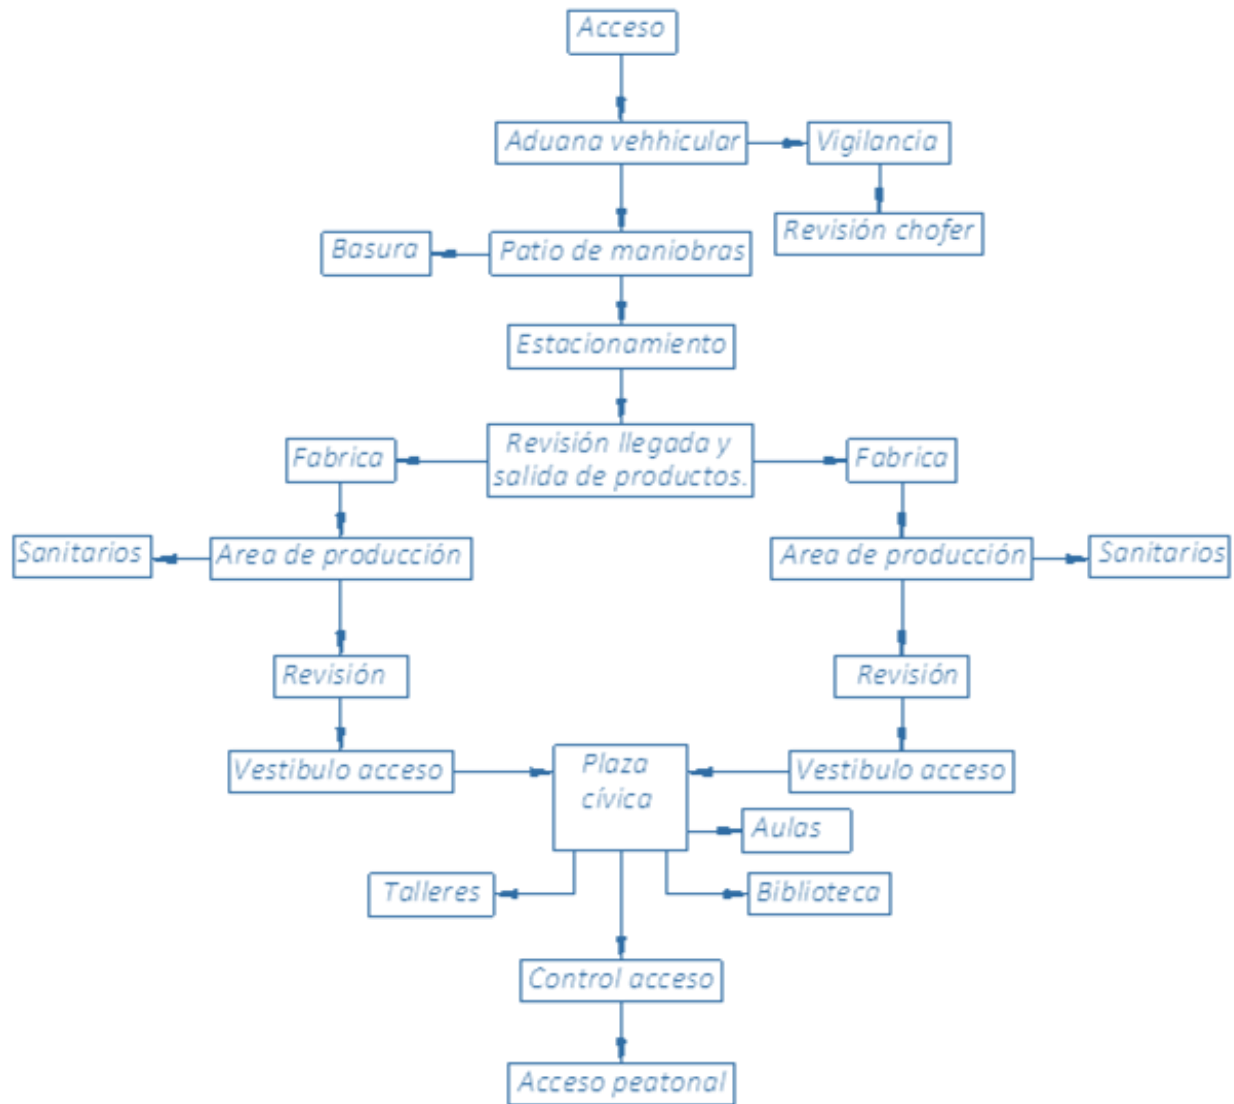 Acceso
Aduana vehhicular
Vigilancia
Revisión chofer
Basura
Patio de maniobras
Estacionamiento
Fabrica
Revisión llegada y
salida de productos.
Fabrica
Sanitarios
Area de producción
Area de producción
Sanitarios
Revisión
Revisión
Vestibulo acceso
Plaza
cívica
Vestibulo acceso
Aulas
Talleres
Biblioteca
Control acceso
Acceso peatonal